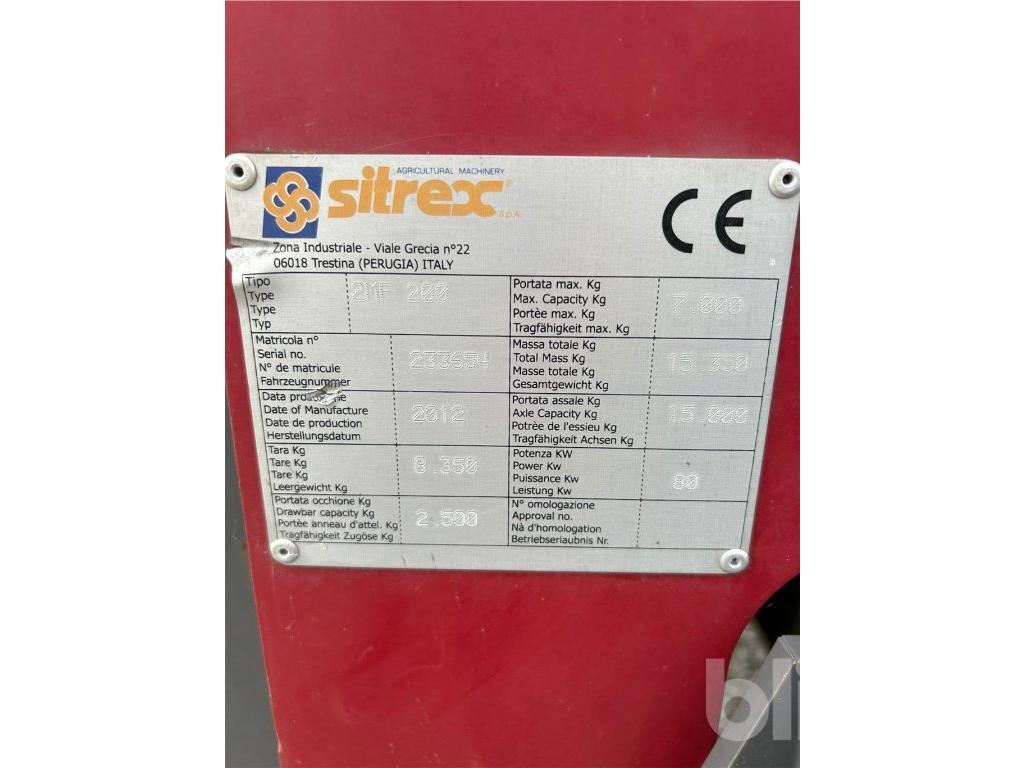 AGRICULTURAL MACHINERY
sitrex
S.p.A.
CE
Zona Industriale - Viale Grecia n°22
06018 Trestina (PERUGIA) ITALY
Tipo
Type
Type
Typ
2MF 200
Portata max. Kg
Max. Capacity Kg
Portèe max. Kg
Tragfähigkeit max. Kg
7.000
Matricola n°
Serial no.
N° de matricule
Fahrzeugnummer
Massa totale Kg
Total Mass Kg
Masse totale Kg
Gesamtgewicht Kg
15.350
Data
Date of Manufacture
Date de production
Herstellungsdatum
2012
Portata assale Kg
Axle Capacity Kg
Potrèe de l'essieu Kg
Tragfähigkeit Achsen Kg
15.000
Tara Kg
Tare Kg
Tare Kg
Leergewicht Kg
8.350
Potenza KW
Power Kw
Puissance Kw
Leistung Kw
80
Portata occhione Kg
Drawbar capacity Kg
Portèe anneau d'attel. Kg
Tragfähigkeit Zugöse Kg
2.500
N° omologazione
Approval no.
Nà d'homologation
Betriebserlaubnis Nr.